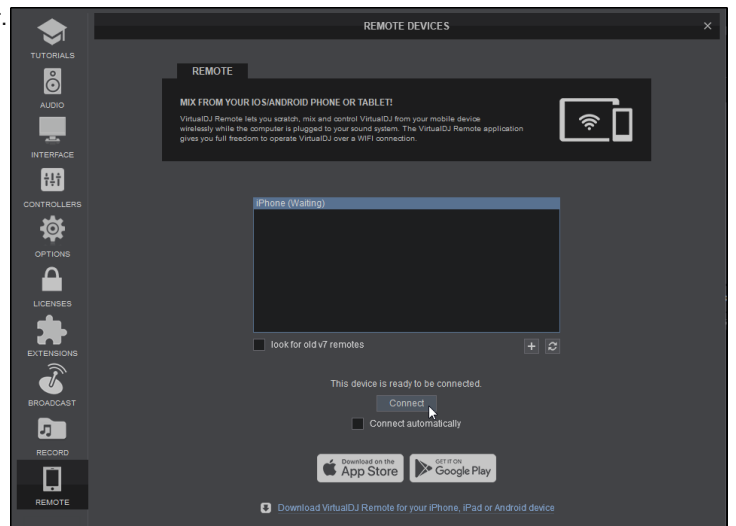 REMOTE DEVICES
TUTORIALS
AUDIO
INTERFACE
CONTROLLERS
OPTIONS
LICENSES
EXTENSIONS
BROADCAST
RECORD
REMOTE
REMOTE
MIX FROM YOUR IOS/ANDROID PHONE OR TABLET!
VirtualDJ Remote lets you scratch, mix and control VirtualDJ from your mobile device
wirelessly while the computer is plugged to your sound system. The VirtualDJ Remote application
gives you full freedom to operate VirtualDJ over a WIFI connection.
iPhone (Waiting)
look for old v7 remotes
This device is ready to be connected.
Connect
Connect automatically
Download on the
App Store
GET IT ON
Google Play
Download VirtualDJ Remote for your iPhone, iPad or Android device